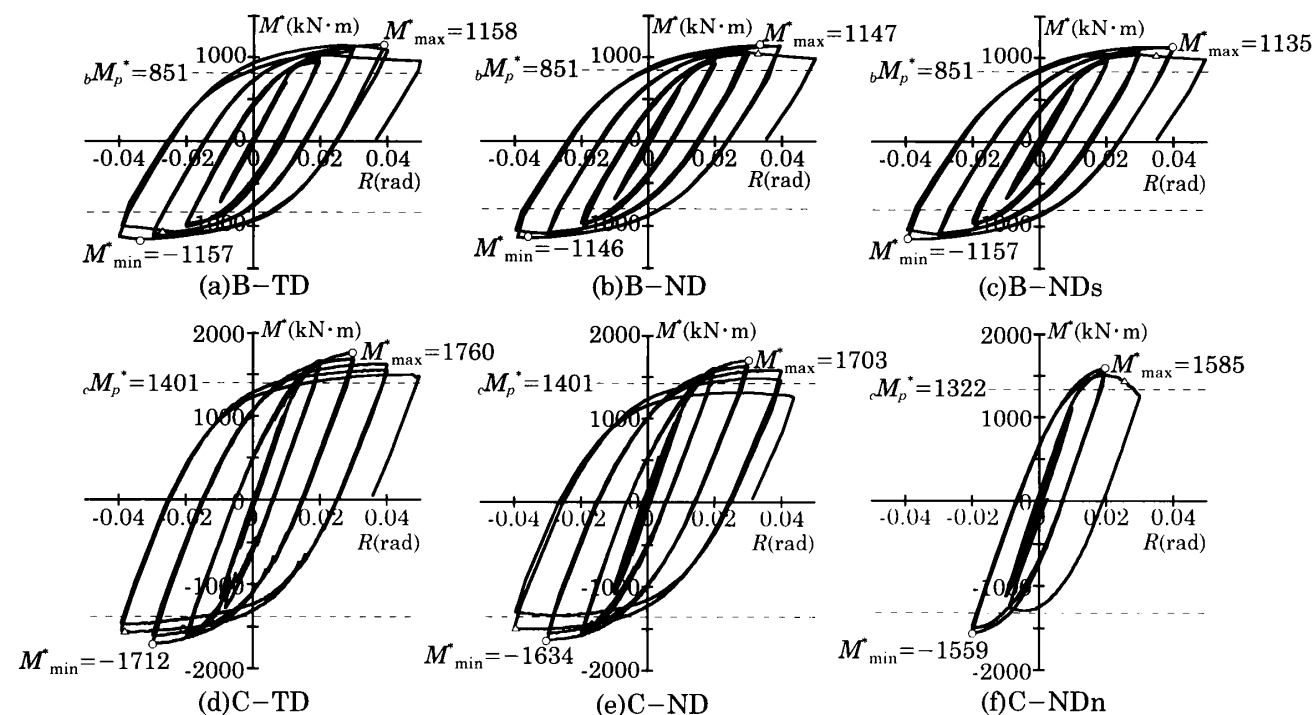 M*(kN·m)
M*max=1158
1000
bMp*=851
0
-0.04 -0.02 0 0.02 0.04
R(rad)
-1000
M*min=−1157
(a)B−TD
M*(kN·m)
M*max=1147
1000
bMp*=851
0
-0.04 -0.02 0 0.02 0.04
R(rad)
-1000
M*min=−1146
(b)B−ND
M*(kN·m)
M*max=1135
1000
bMp*=851
0
-0.04 -0.02 0 0.02 0.04
R(rad)
-1000
M*min=−1157
(c)B−NDs
2000
M*(kN·m)
M*max=1760
cMp*=1401
1000
0
-0.04 -0.02 0 0.02 0.04
R(rad)
-1000
M*min=−1712
-2000
(d)C−TD
2000
M*(kN·m)
M*max=1703
cMp*=1401
1000
0
-0.04 -0.02 0 0.02 0.04
R(rad)
-1000
M*min=−1634
-2000
(e)C−ND
2000
M*(kN·m)
M*max=1585
cMp*=1322
1000
0
-0.04 -0.02 0 0.02 0.04
R(rad)
-1000
M*min=−1559
-2000
(f)C−NDn